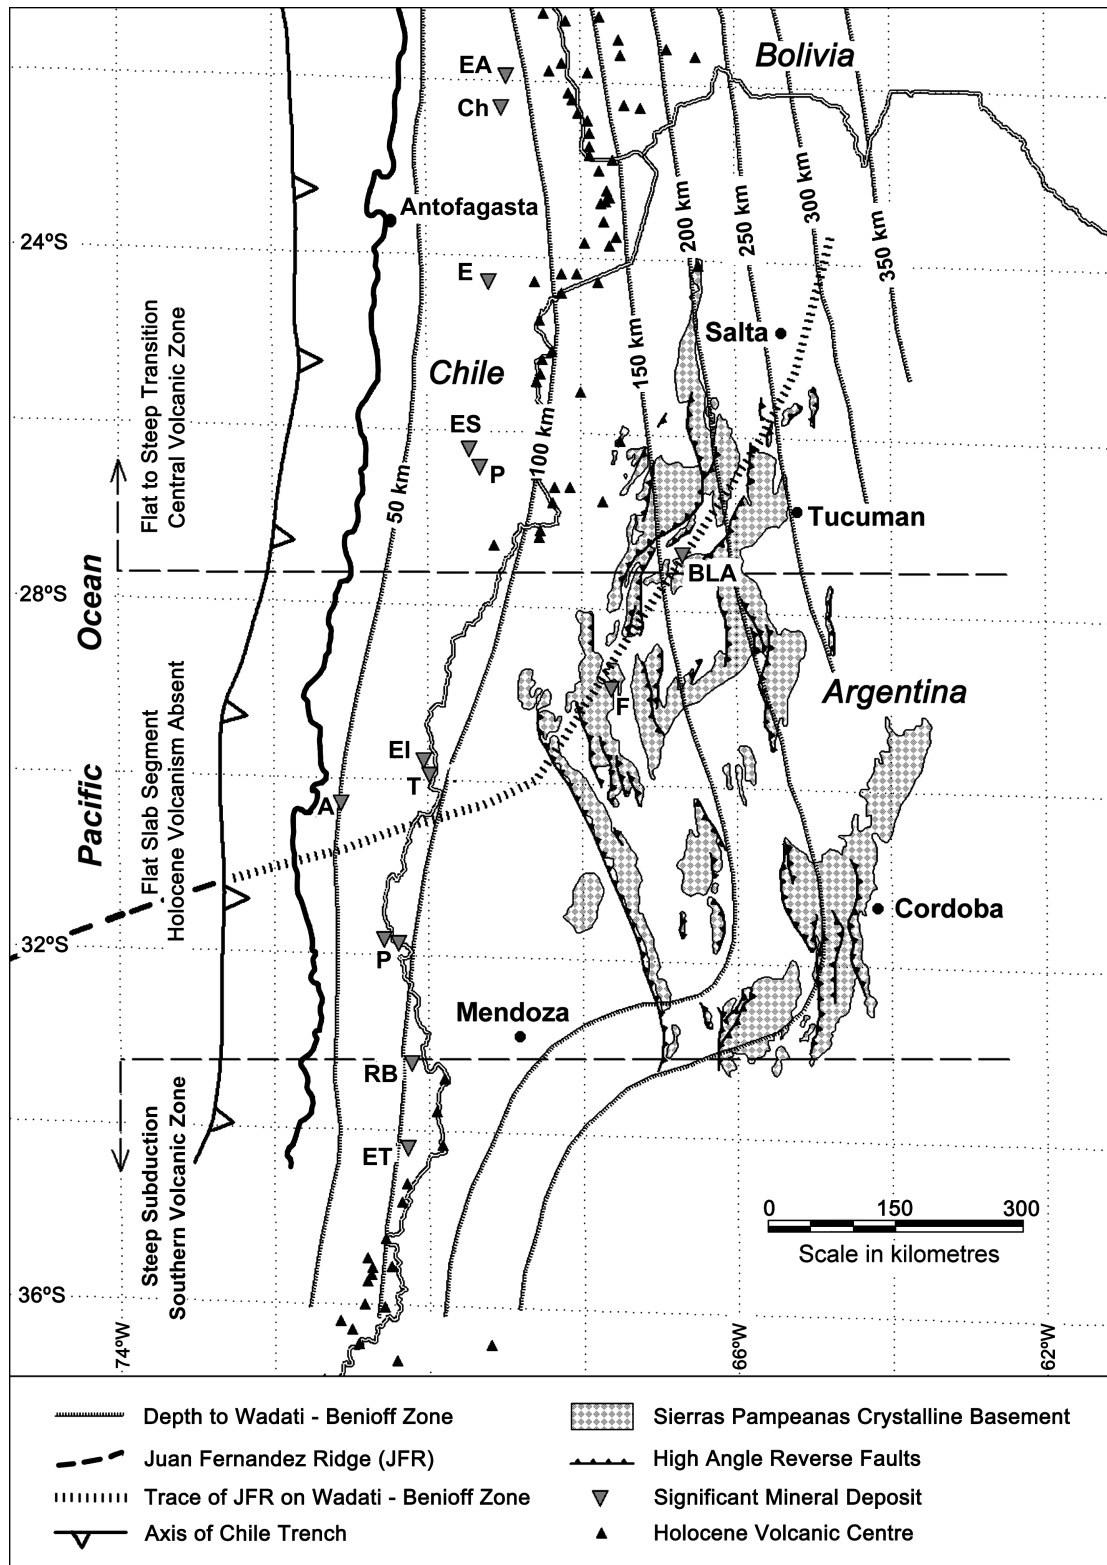 Bolivia
EA
Ch
200 km
250 km
300 km
350 km
Antofagasta
24ºS
E
Salta
Flat to Steep Transition
Central Volcanic Zone
Chile
150 km
ES
P
100 km
50 km
Tucuman
BLA
28ºS
Pacific Ocean
Flat Slab Segment
Holocene Volcanism Absent
Argentina
F
EI
T
A
Cordoba
32ºS
P
Mendoza
RB
Steep Subduction
Southern Volcanic Zone
ET
0 150 300
Scale in kilometres
36ºS
74ºW
66ºW
62ºW
Depth to Wadati - Benioff Zone
Juan Fernandez Ridge (JFR)
Trace of JFR on Wadati - Benioff Zone
Axis of Chile Trench
Sierras Pampeanas Crystalline Basement
High Angle Reverse Faults
Significant Mineral Deposit
Holocene Volcanic Centre